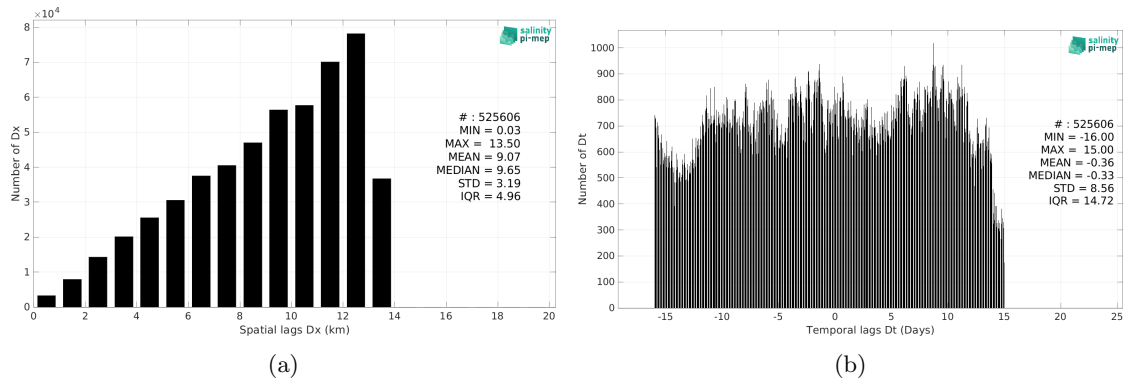 ×10⁴
8
7
6
5
4
3
2
1
0
Number of Dx
0 2 4 6 8 10 12 14 16 18 20
Spatial lags Dx (km)
salinity
pi-mep
# : 525606
MIN = 0.03
MAX = 13.50
MEAN = 9.07
MEDIAN = 9.65
STD = 3.19
IQR = 4.96
(a)
1000
900
800
700
600
500
400
300
200
100
0
Number of Dt
-15 -10 -5 0 5 10 15 20 25
Temporal lags Dt (Days)
salinity
pi-mep
# : 525606
MIN = -16.00
MAX = 15.00
MEAN = -0.36
MEDIAN = -0.33
STD = 8.56
IQR = 14.72
(b)